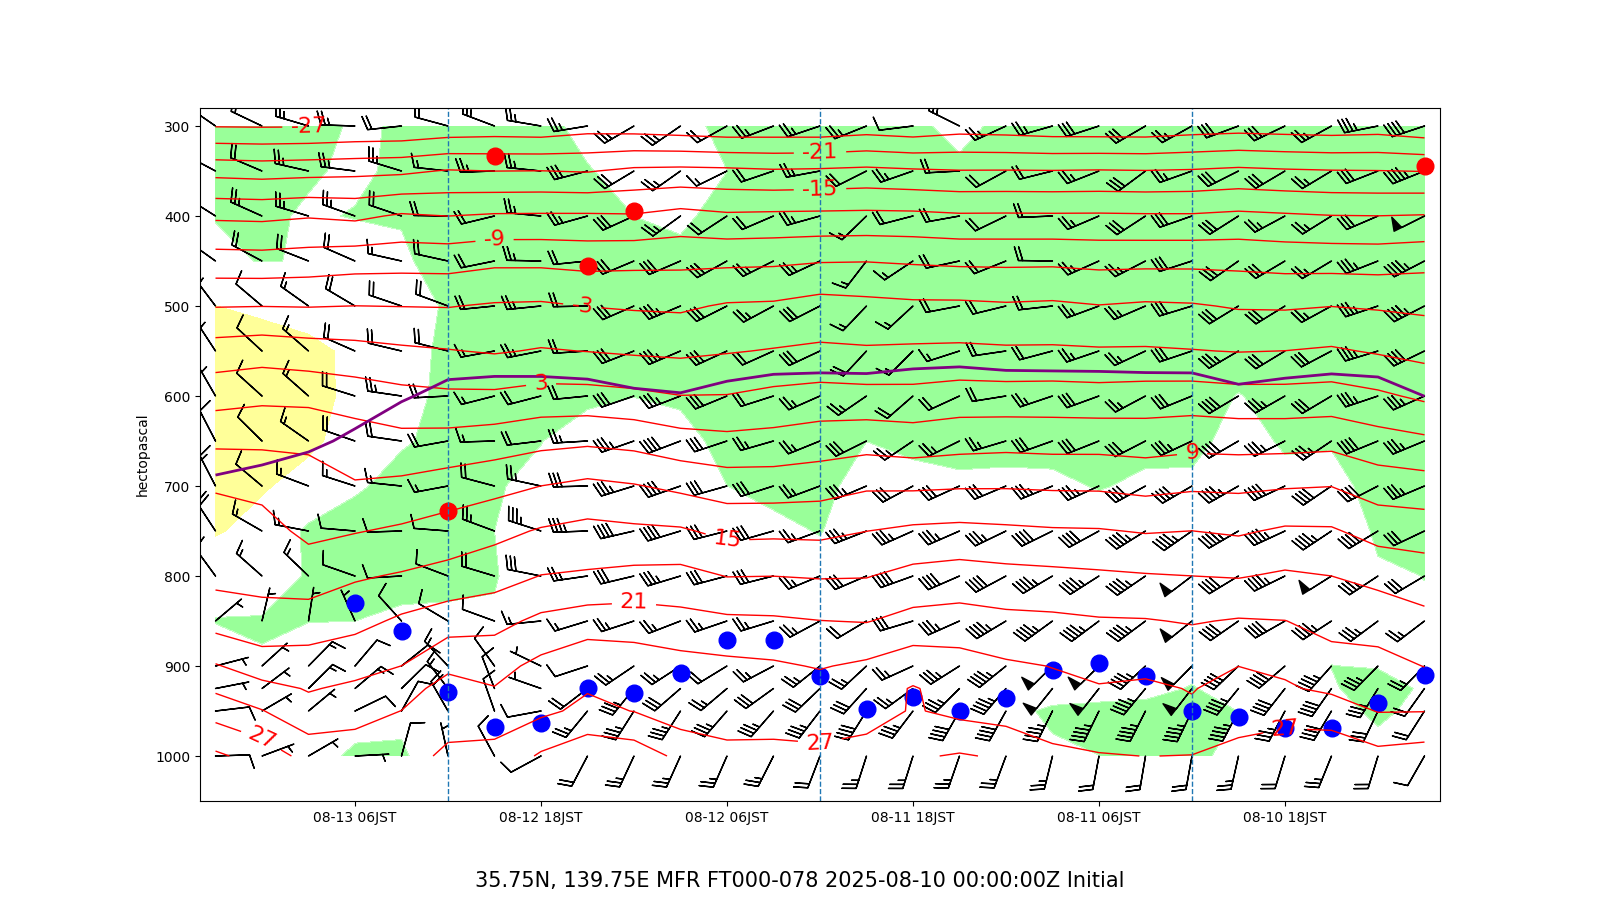 300
400
500
600
700
800
900
1000
hectopascal
-27
-21
-15
-9
-3
3
9
15
21
27
27
27
08-13 06JST
08-12 18JST
08-12 06JST
08-11 18JST
08-11 06JST
08-10 18JST
35.75N, 139.75E MFR FT000-078 2025-08-10 00:00:00Z Initial